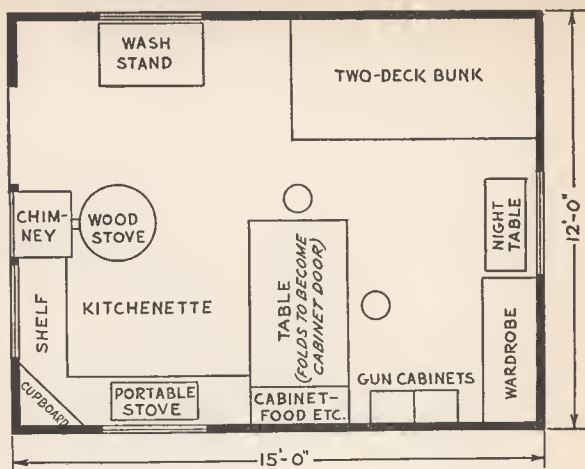 WASH
STAND
TWO-DECK BUNK
CHIM-
NEY
WOOD
STOVE
NIGHT
TABLE
12'-0"
SHELF
KITCHENETTE
TABLE
(FOLDS TO BECOME
CABINET DOOR)
WARDROBE
GUN CABINETS
CUPBOARD
PORTABLE
STOVE
CABINET-
FOOD ETC.
15'-0"